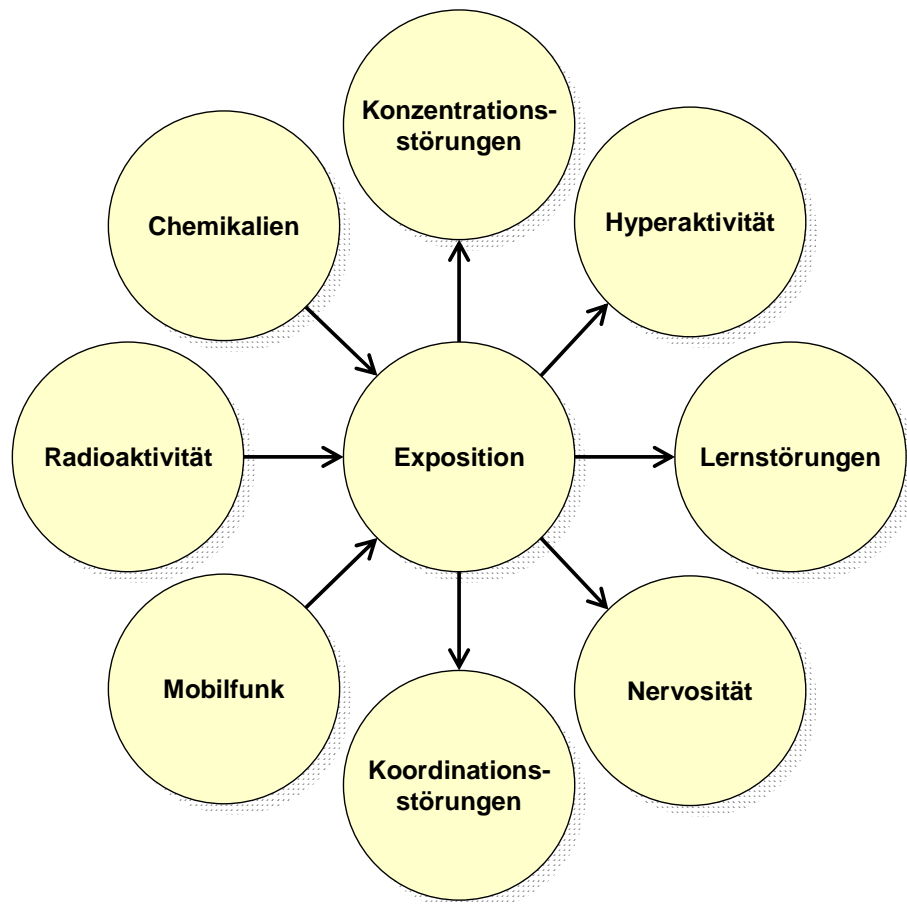 Konzentrations-
störungen
Chemikalien
Hyperaktivität
Radioaktivität
Exposition
Lernstörungen
Mobilfunk
Nervosität
Koordinations-
störungen